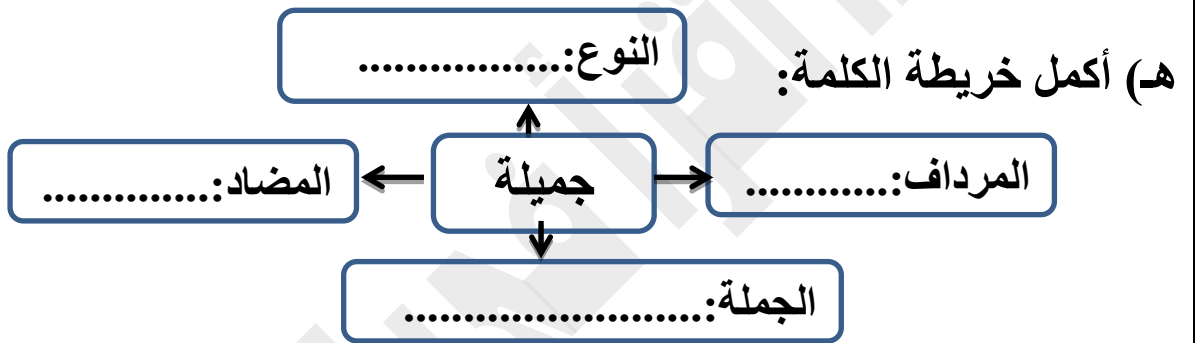 هـ) أكمل خريطة الكلمة:
النوع:.................
المرداف:............
جميلة
المضاد:..............
الجملة:.........................